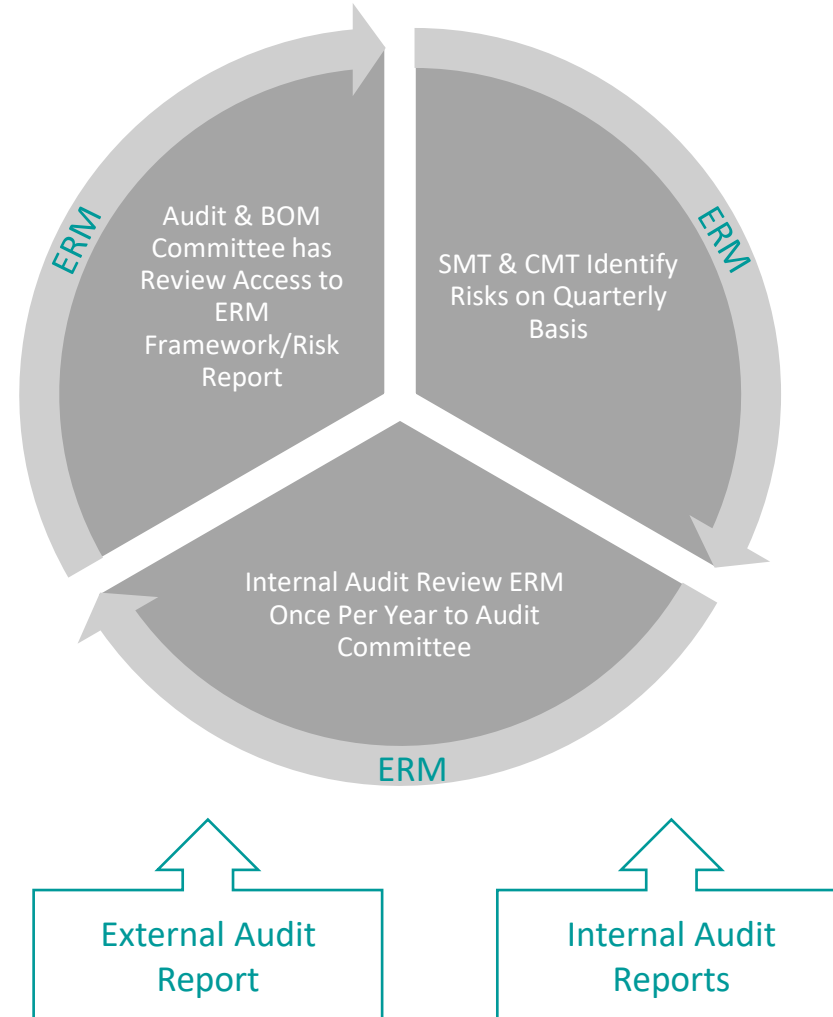 ERM
Audit & BOM
Committee has
Review Access to
ERM
Framework/Risk
Report
ERM
SMT & CMT Identify
Risks on Quarterly
Basis
Internal Audit Review ERM
Once Per Year to Audit
Committee
ERM
External Audit
Report
Internal Audit
Reports